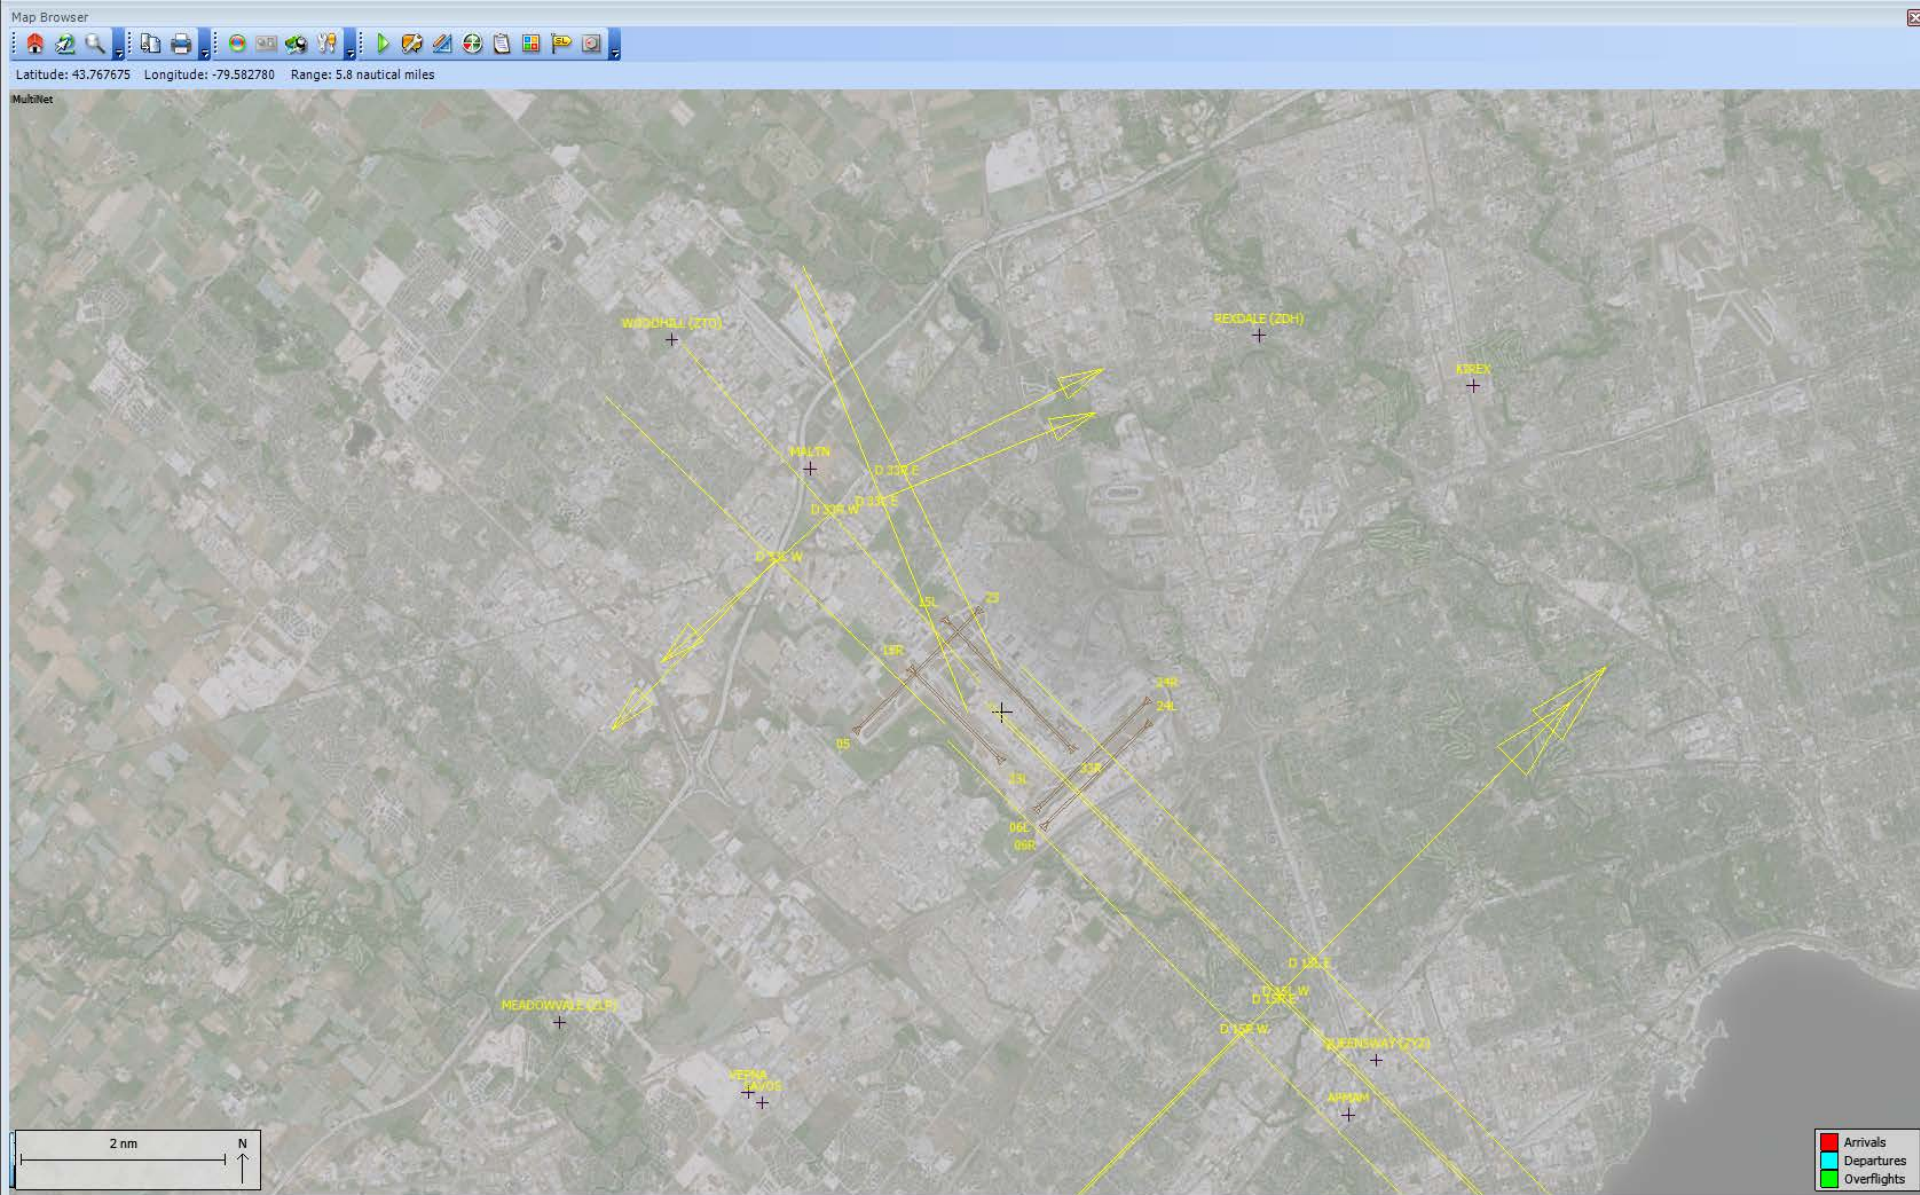 Map Browser
SL
Latitude: 43.767675 Longitude: -79.582780 Range: 5.8 nautical miles
MultiNet
WOODHILL (ZTO)
REXDALE (ZDH)
KIREX
MALTN
D 33R E
D 33L E
D 33R W
D 33L W
15L
23
15R
24R
24L
05
33R
33L
06L
06R
D 15L E
D 15L W
D 15R E
D 15R W
MEADOWVALE (ZLP)
QUEENSWAY (ZYZ)
SAVOS
2 nm
N
Arrivals
Departures
Overflights